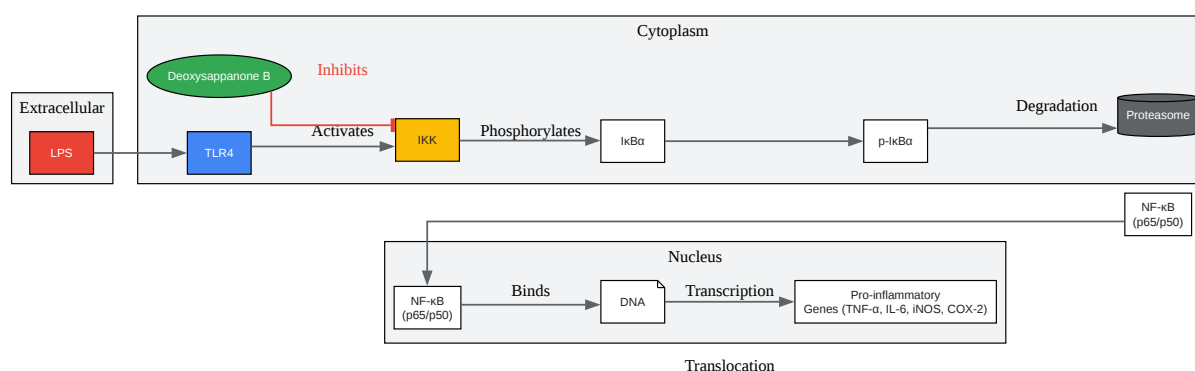 Cytoplasm
Deoxysappanone B
Inhibits
Extracellular
LPS
TLR4
Activates
IKK
Phosphorylates
IκBα
p-IκBα
Degradation
Proteasome
NF-κB
(p65/p50)
Nucleus
NF-κB
(p65/p50)
Binds
DNA
Transcription
Pro-inflammatory
Genes (TNF-α, IL-6, iNOS, COX-2)
Translocation